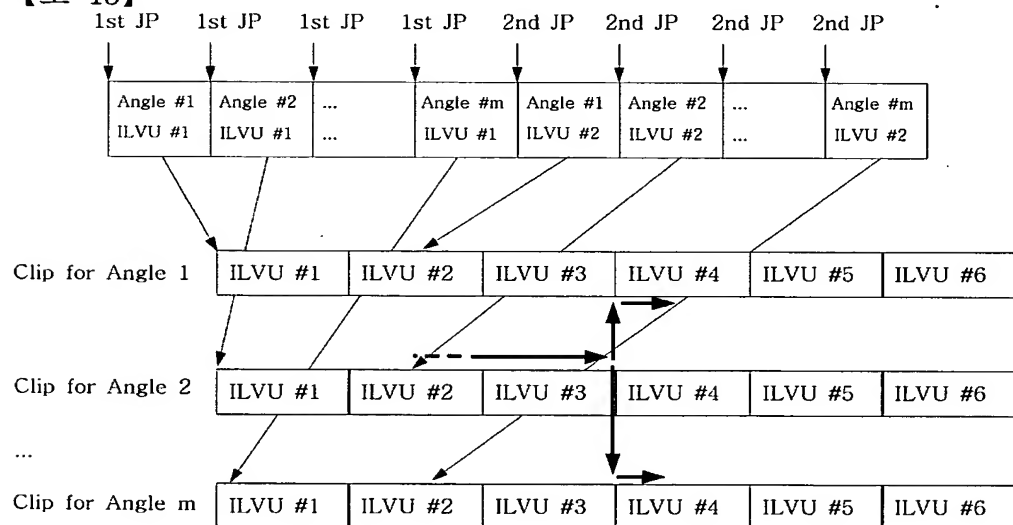 1st JP 1st JP 1st JP 1st JP 2nd JP 2nd JP 2nd JP 2nd JP
Angle #1 Angle #2 ... Angle #m Angle #1 Angle #2 ... Angle #m
ILVU #1 ILVU #1 ... ILVU #1 ILVU #2 ILVU #2 ... ILVU #2
Clip for Angle 1 ILVU #1 ILVU #2 ILVU #3 ILVU #4 ILVU #5 ILVU #6
Clip for Angle 2 ILVU #1 ILVU #2 ILVU #3 ILVU #4 ILVU #5 ILVU #6
...
Clip for Angle m ILVU #1 ILVU #2 ILVU #3 ILVU #4 ILVU #5 ILVU #6